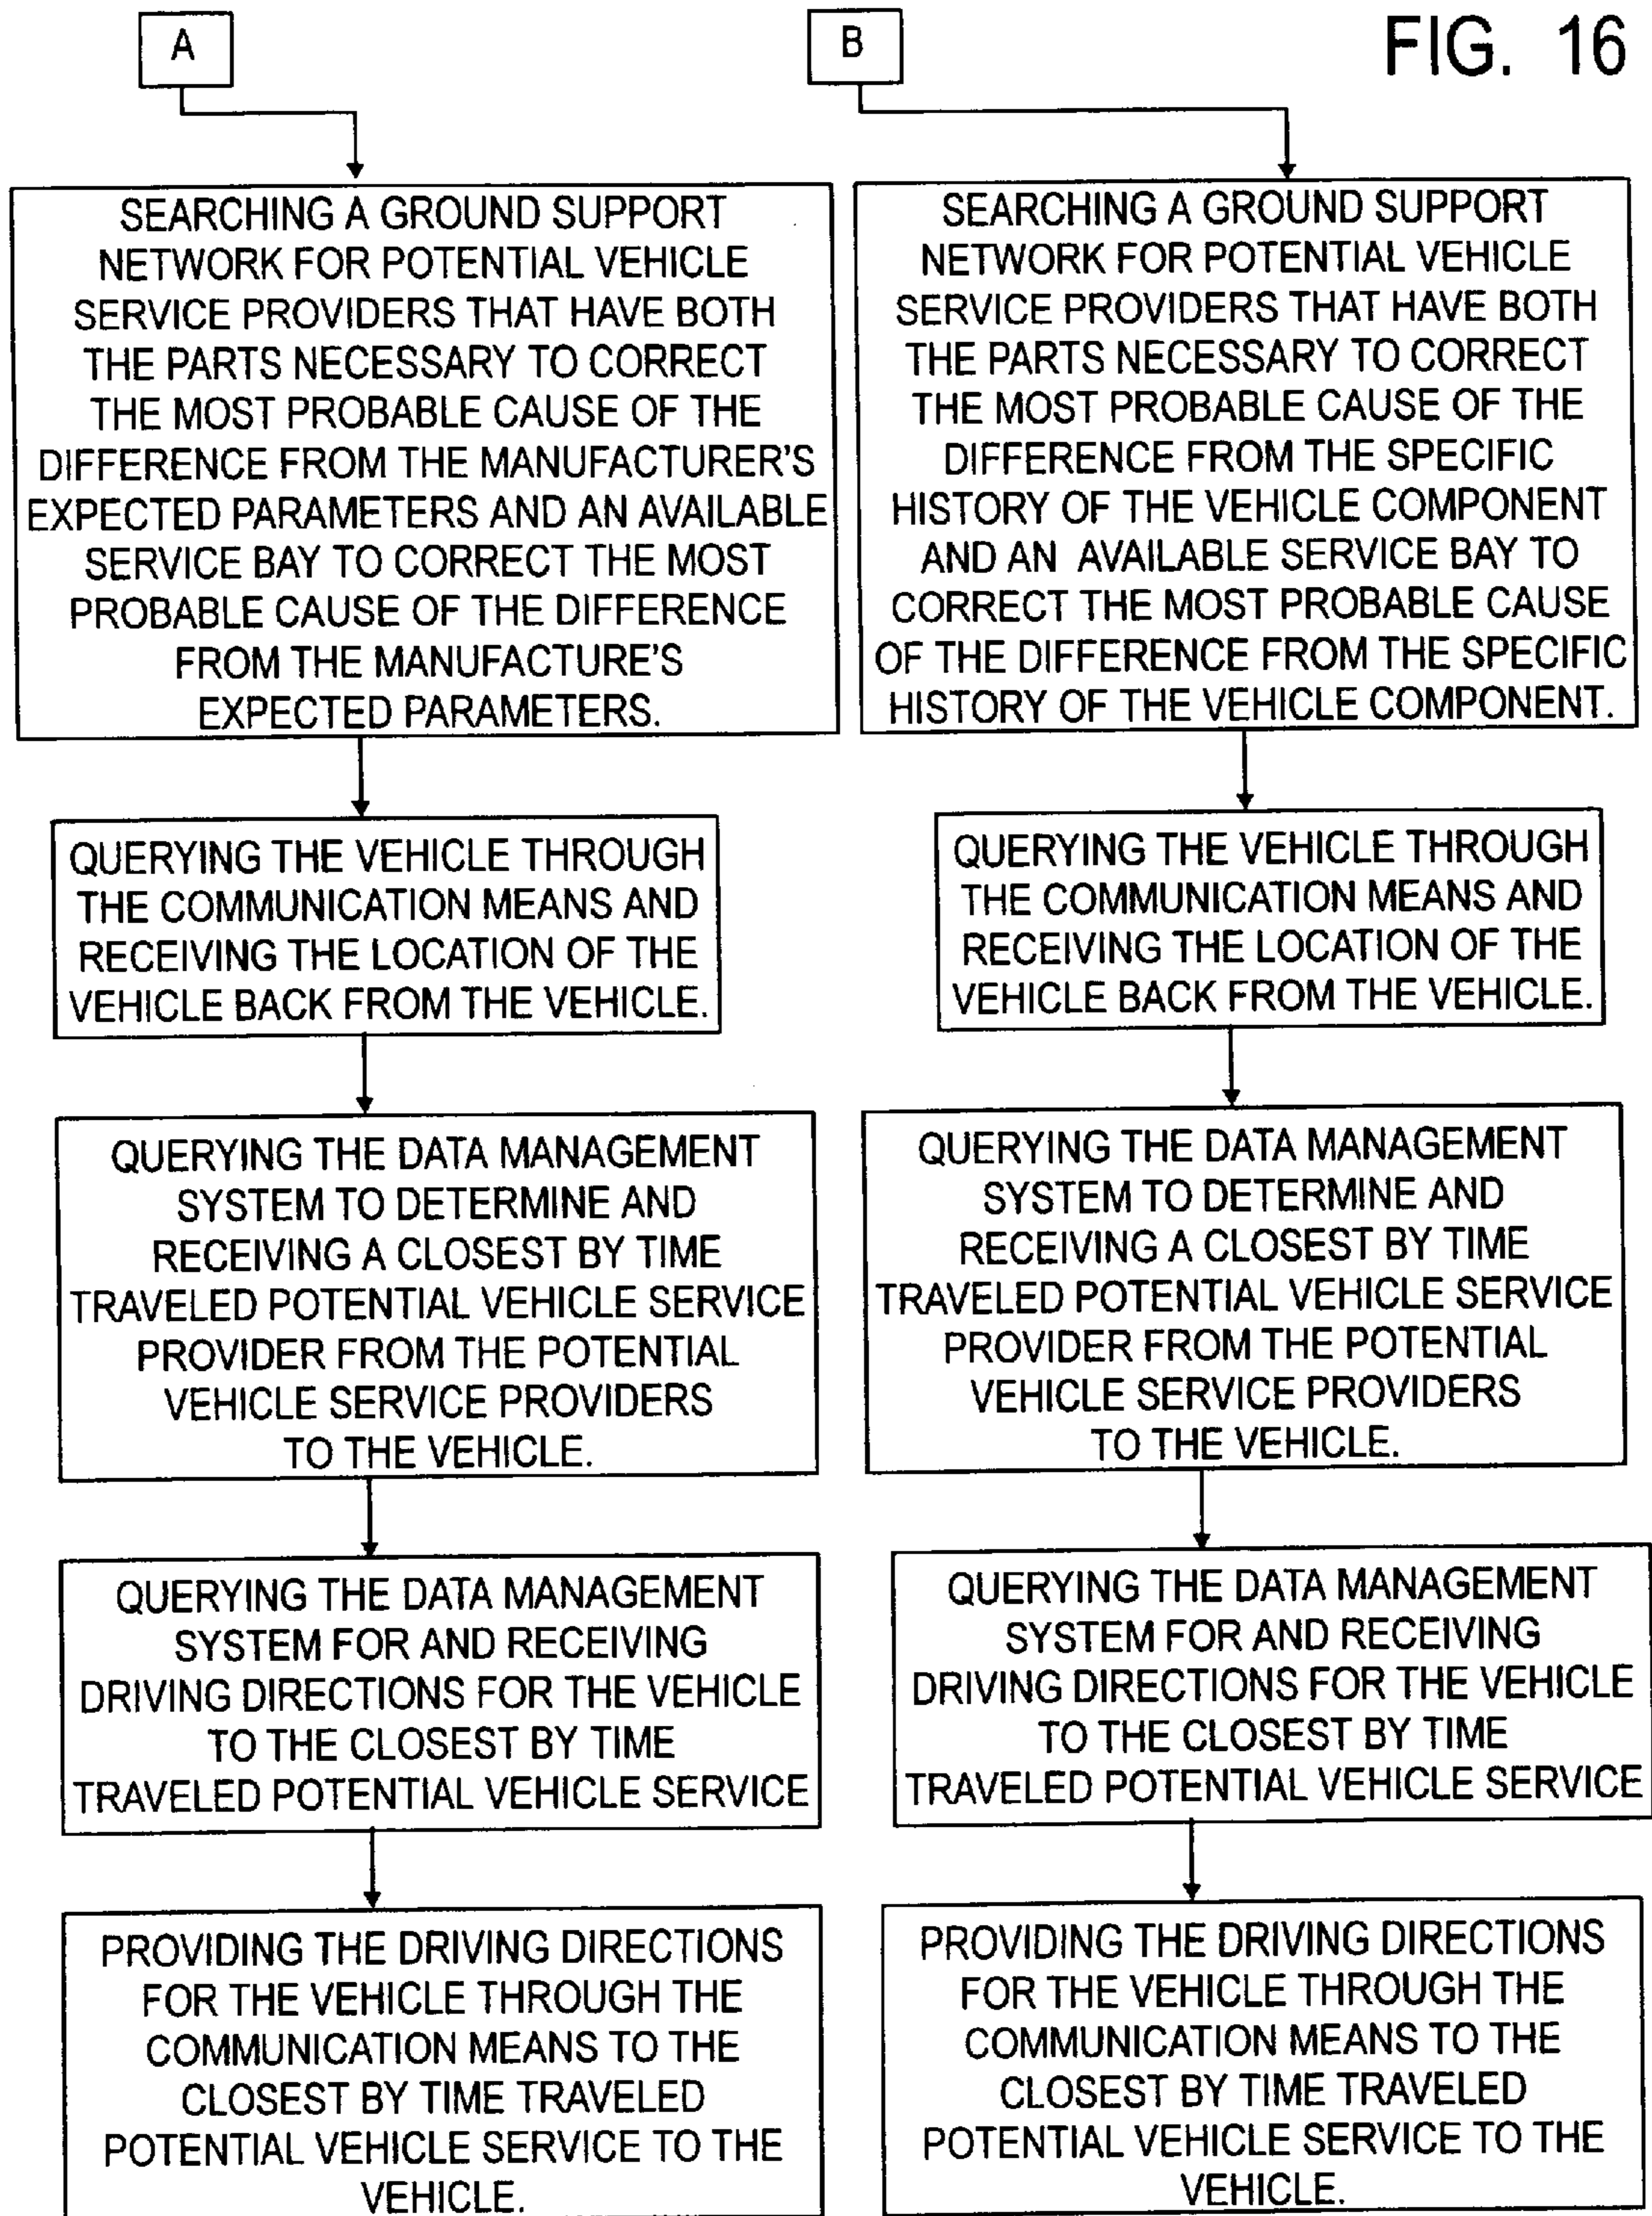 FIG. 16
A
SEARCHING A GROUND SUPPORT
NETWORK FOR POTENTIAL VEHICLE
SERVICE PROVIDERS THAT HAVE BOTH
THE PARTS NECESSARY TO CORRECT
THE MOST PROBABLE CAUSE OF THE
DIFFERENCE FROM THE MANUFACTURER'S
EXPECTED PARAMETERS AND AN AVAILABLE
SERVICE BAY TO CORRECT THE MOST
PROBABLE CAUSE OF THE DIFFERENCE
FROM THE MANUFACTURE'S
EXPECTED PARAMETERS.
QUERYING THE VEHICLE THROUGH
THE COMMUNICATION MEANS AND
RECEIVING THE LOCATION OF THE
VEHICLE BACK FROM THE VEHICLE.
QUERYING THE DATA MANAGEMENT
SYSTEM TO DETERMINE AND
RECEIVING A CLOSEST BY TIME
TRAVELED POTENTIAL VEHICLE SERVICE
PROVIDER FROM THE POTENTIAL
VEHICLE SERVICE PROVIDERS
TO THE VEHICLE.
QUERYING THE DATA MANAGEMENT
SYSTEM FOR AND RECEIVING
DRIVING DIRECTIONS FOR THE VEHICLE
TO THE CLOSEST BY TIME
TRAVELED POTENTIAL VEHICLE SERVICE
PROVIDING THE DRIVING DIRECTIONS
FOR THE VEHICLE THROUGH THE
COMMUNICATION MEANS TO THE
CLOSEST BY TIME TRAVELED
POTENTIAL VEHICLE SERVICE TO THE
VEHICLE.
B
SEARCHING A GROUND SUPPORT
NETWORK FOR POTENTIAL VEHICLE
SERVICE PROVIDERS THAT HAVE BOTH
THE PARTS NECESSARY TO CORRECT
THE MOST PROBABLE CAUSE OF THE
DIFFERENCE FROM THE SPECIFIC
HISTORY OF THE VEHICLE COMPONENT
AND AN AVAILABLE SERVICE BAY TO
CORRECT THE MOST PROBABLE CAUSE
OF THE DIFFERENCE FROM THE SPECIFIC
HISTORY OF THE VEHICLE COMPONENT.
QUERYING THE VEHICLE THROUGH
THE COMMUNICATION MEANS AND
RECEIVING THE LOCATION OF THE
VEHICLE BACK FROM THE VEHICLE.
QUERYING THE DATA MANAGEMENT
SYSTEM TO DETERMINE AND
RECEIVING A CLOSEST BY TIME
TRAVELED POTENTIAL VEHICLE SERVICE
PROVIDER FROM THE POTENTIAL
VEHICLE SERVICE PROVIDERS
TO THE VEHICLE.
QUERYING THE DATA MANAGEMENT
SYSTEM FOR AND RECEIVING
DRIVING DIRECTIONS FOR THE VEHICLE
TO THE CLOSEST BY TIME
TRAVELED POTENTIAL VEHICLE SERVICE
PROVIDING THE DRIVING DIRECTIONS
FOR THE VEHICLE THROUGH THE
COMMUNICATION MEANS TO THE
CLOSEST BY TIME TRAVELED
POTENTIAL VEHICLE SERVICE TO THE
VEHICLE.